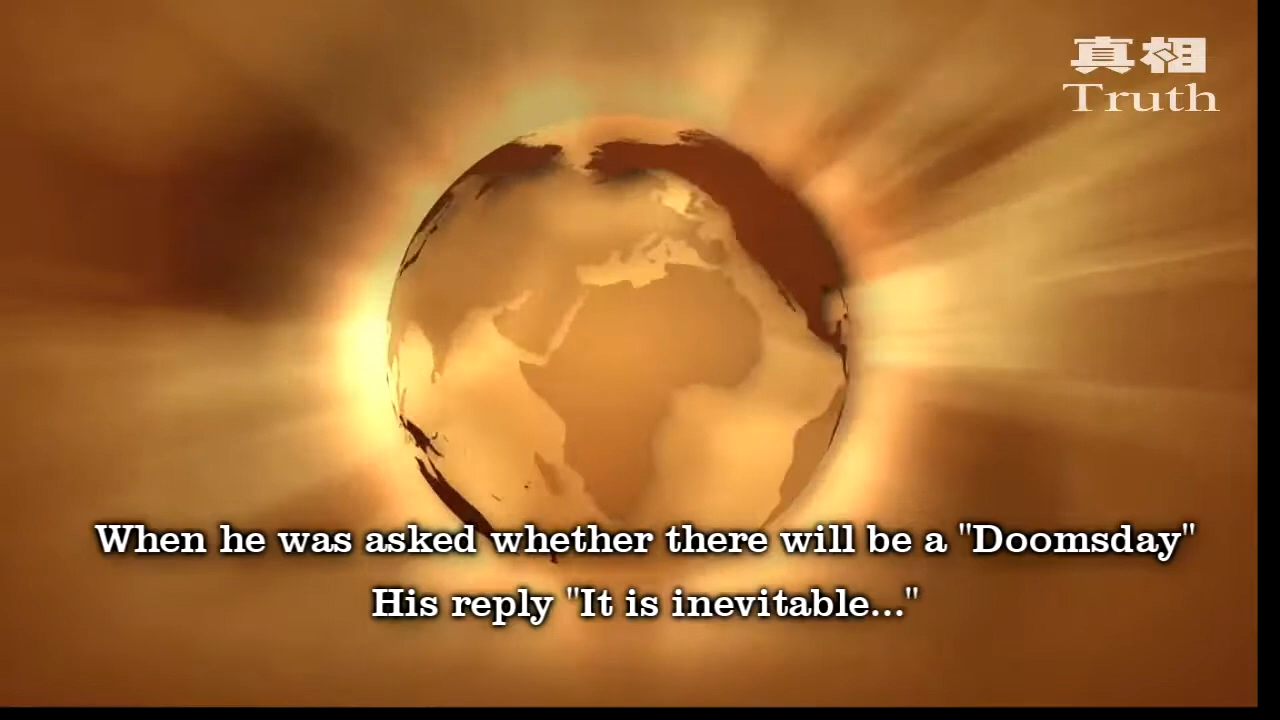 真相
Truth
When he was asked whether there will be a "Doomsday"
His reply "It is inevitable..."